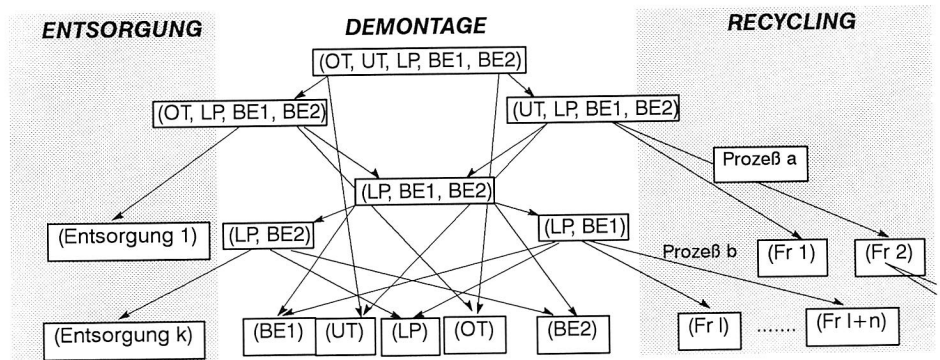 ENTSORGUNG DEMONTAGE RECYCLING
(OT, UT, LP, BE1, BE2)
(OT, LP, BE1, BE2) (UT, LP, BE1, BE2)
Prozeß a
(LP, BE1, BE2)
(Entsorgung 1) (LP, BE2) (LP, BE1)
Prozeß b (Fr 1) (Fr 2)
(Entsorgung k) (BE1) (UT) (LP) (OT) (BE2) (Fr l) ....... (Fr l+n)